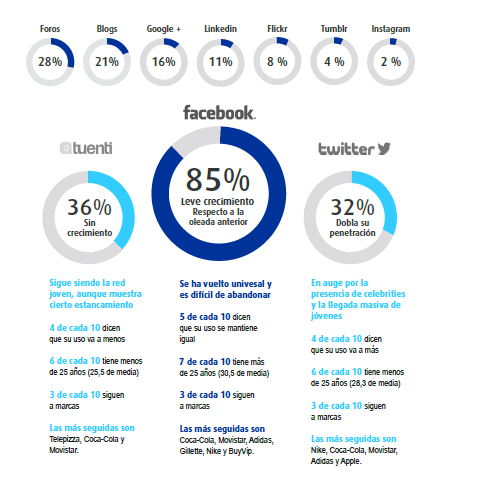 Foros Blogs Google + Linkedin Flickr Tumblr Instagram
28% 21% 16% 11% 8 % 4 % 2 %
facebook.
tuenti
twitter
85%
Leve crecimiento
Respecto a la
oleada anterior
36%
Sin
crecimiento
32%
Dobla su
penetración
Sigue siendo la red
joven, aunque muestra
cierto estancamiento
4 de cada 10 dicen
que su uso va a menos
6 de cada 10 tiene menos
de 25 años (25,5 de media)
3 de cada 10 siguen
a marcas
Las más seguidas son
Telepizza, Coca-Cola y
Movistar.
Se ha vuelto univesal y
es difícil de abandonar
5 de cada 10 dicen
que su uso se mantiene
igual
7 de cada 10 tiene más
de 25 años (30,5 de media)
3 de cada 10 siguen
a marcas
Las más seguidas son
Coca-Cola, Movistar, Adidas,
Gillette, Nike y BuyVip.
En auge por la
presencia de celebrities
y la llegada masiva de
jóvenes
4 de cada 10 dicen
que su uso va a más
6 de cada 10 tiene menos
de 25 años (28,3 de media)
3 de cada 10 siguen
a marcas
Las más seguidas son
Nike, Coca-Cola, Movistar,
Adidas y Apple.